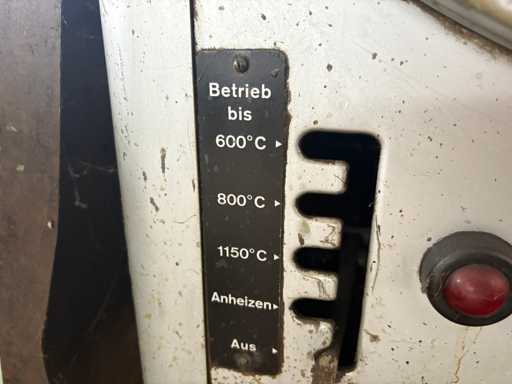 Betrieb
bis
600°C
800°C
1150°C
Anheizen
Aus